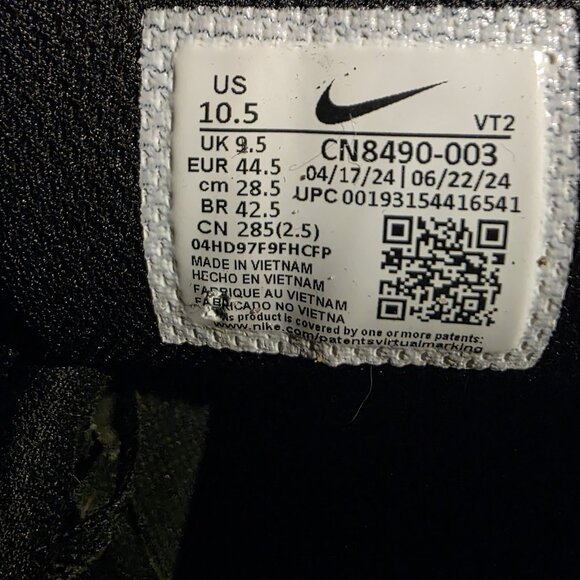 US
10.5
VT2
UK 9.5
EUR 44.5
cm 28.5
BR 42.5
CN 285(2.5)
04HD97F9FHCFP
CN8490-003
04/17/24 | 06/22/24
UPC 00193154416541
MADE IN VIETNAM
HECHO EN VIETNAM
FABRIQUE AU VIETNAM
FABRICADO NO VIETNA
product is covered by one or more patents:
www.nike.com/patentsvirtualmarking